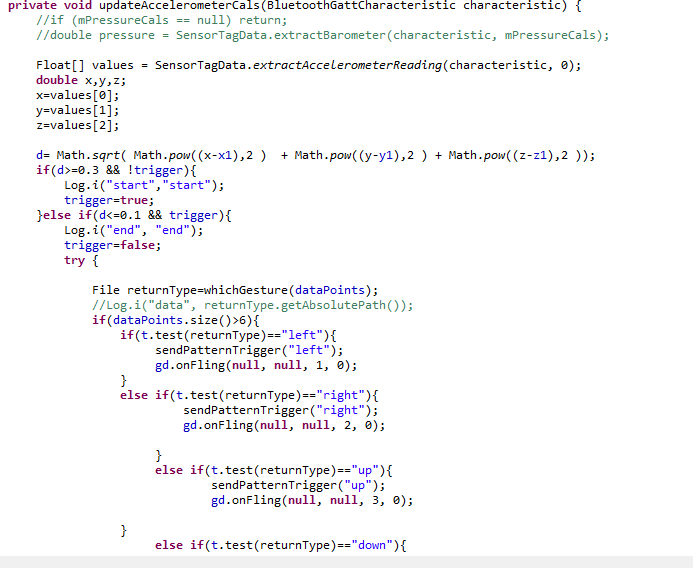 private void updateAccelerometerCals(BluetoothGattCharacteristic characteristic) {
//if (mPressureCals == null) return;
//double pressure = SensorTagData.extractBarometer(characteristic, mPressureCals);
Float[] values = SensorTagData.extractAccelerometerReading(characteristic, 0);
double x,y,z;
x=values[0];
y=values[1];
z=values[2];
d= Math.sqrt( Math.pow((x-x1),2 )  + Math.pow((y-y1),2 ) + Math.pow((z-z1),2 ));
if(d>=0.3 && !trigger){
Log.i("start","start");
trigger=true;
}else if(d<=0.1 && trigger){
Log.i("end", "end");
trigger=false;
try {
File returnType=whichGesture(dataPoints);
//Log.i("data", returnType.getAbsolutePath());
if(dataPoints.size()>6){
if(t.test(returnType)=="left"){
sendPatternTrigger("left");
gd.onFling(null, null, 1, 0);
}
else if(t.test(returnType)=="right"){
sendPatternTrigger("right");
gd.onFling(null, null, 2, 0);
}
else if(t.test(returnType)=="up"){
sendPatternTrigger("up");
gd.onFling(null, null, 3, 0);
}
else if(t.test(returnType)=="down"){